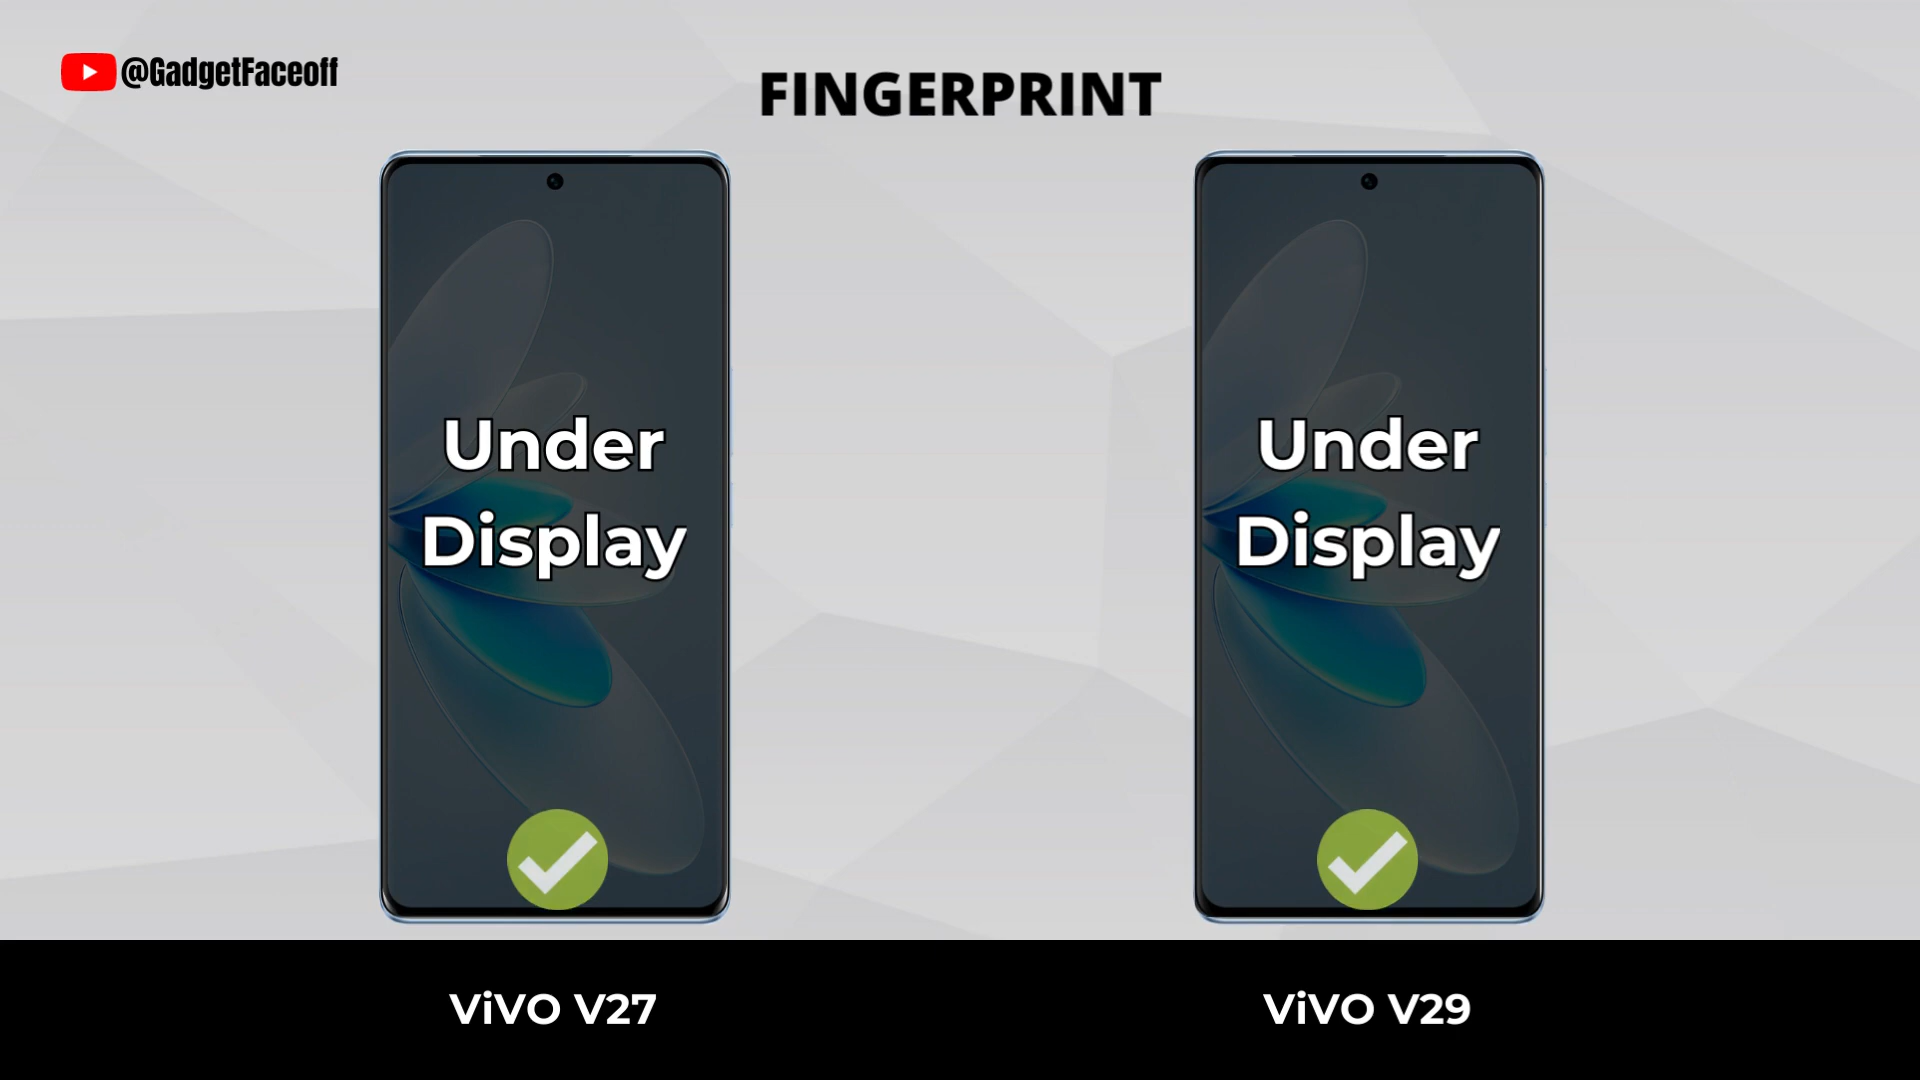 @GadgetFaceoff
FINGERPRINT
Under
Display
Under
Display
ViVO V27
ViVO V29